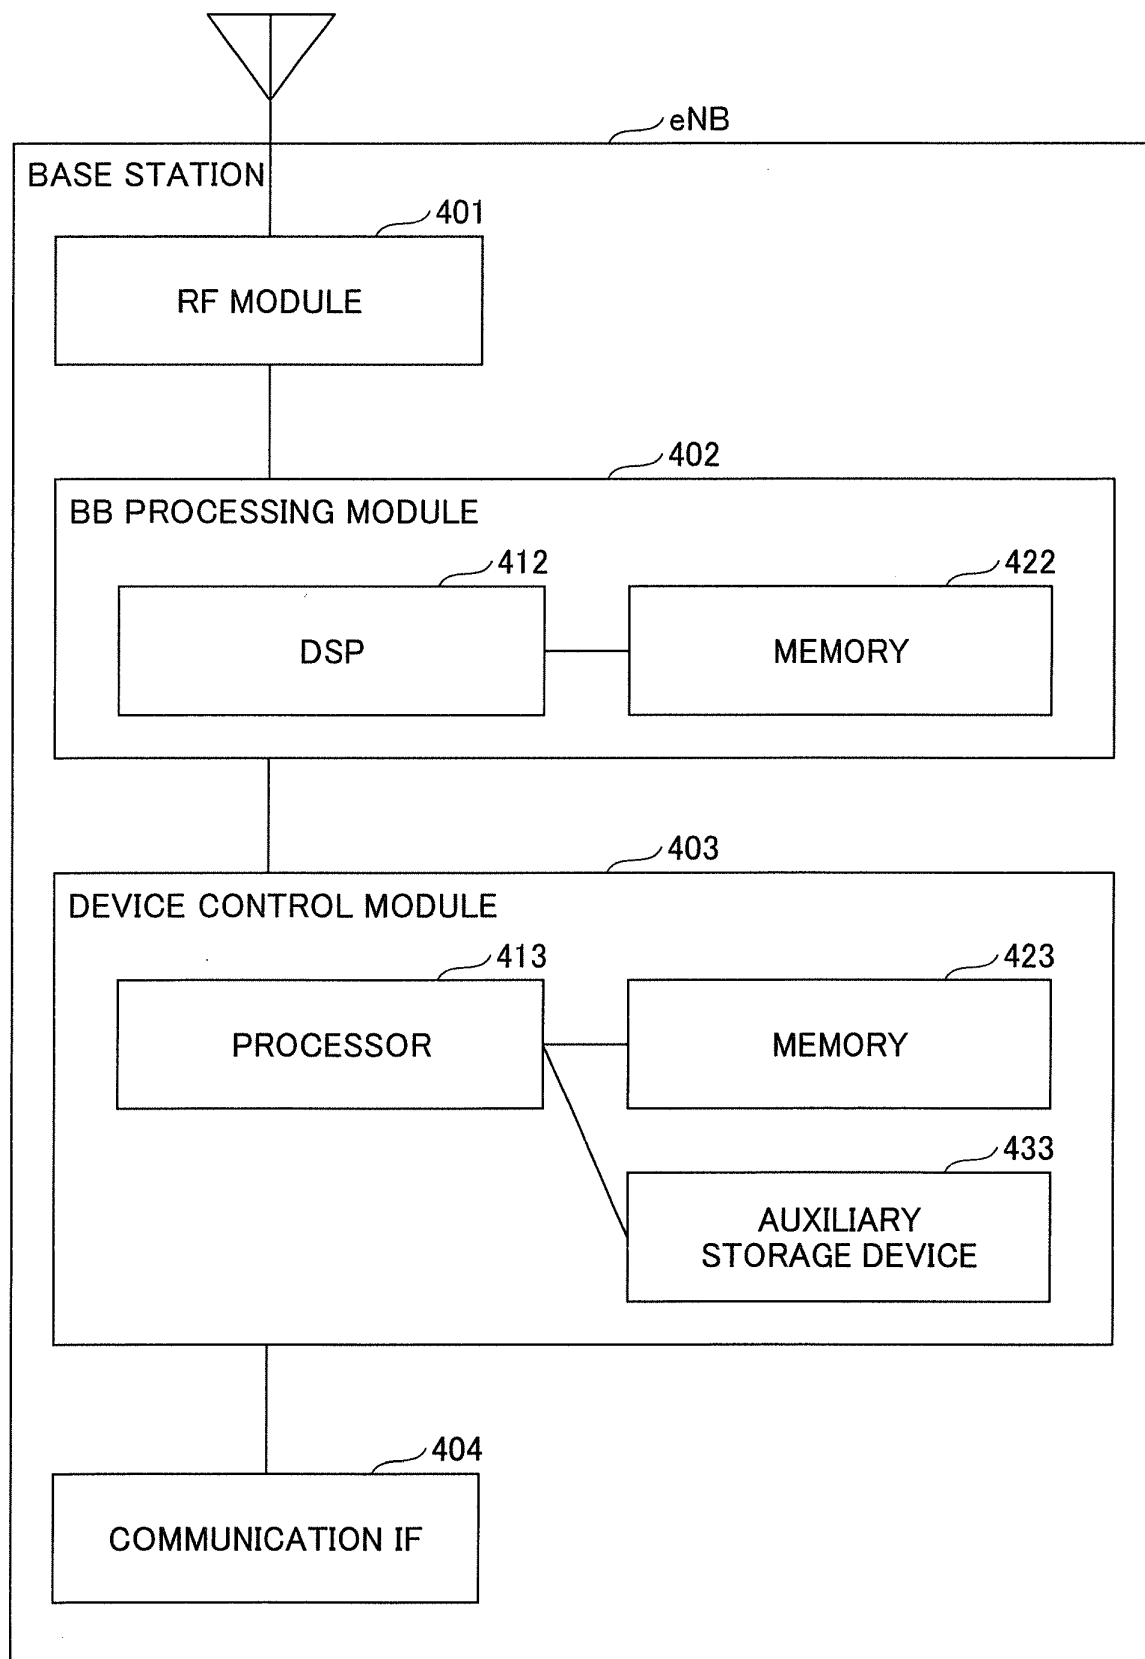 eNB
BASE STATION
401
RF MODULE
402
BB PROCESSING MODULE
412
422
DSP
MEMORY
403
DEVICE CONTROL MODULE
413
423
PROCESSOR
MEMORY
433
AUXILIARY
STORAGE DEVICE
404
COMMUNICATION IF